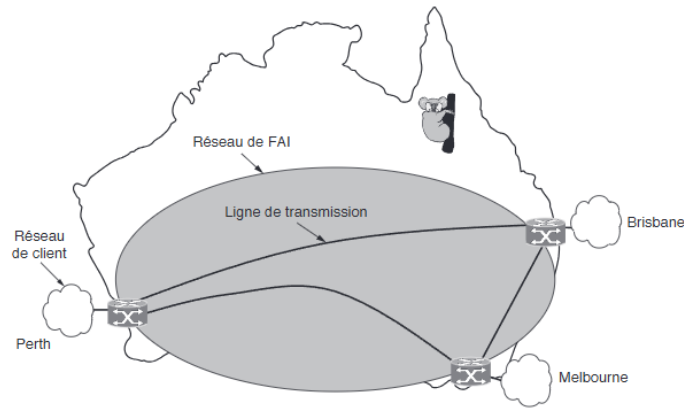 Réseau de FAI
Ligne de transmission
Réseau
de client
Brisbane
Perth
Melbourne